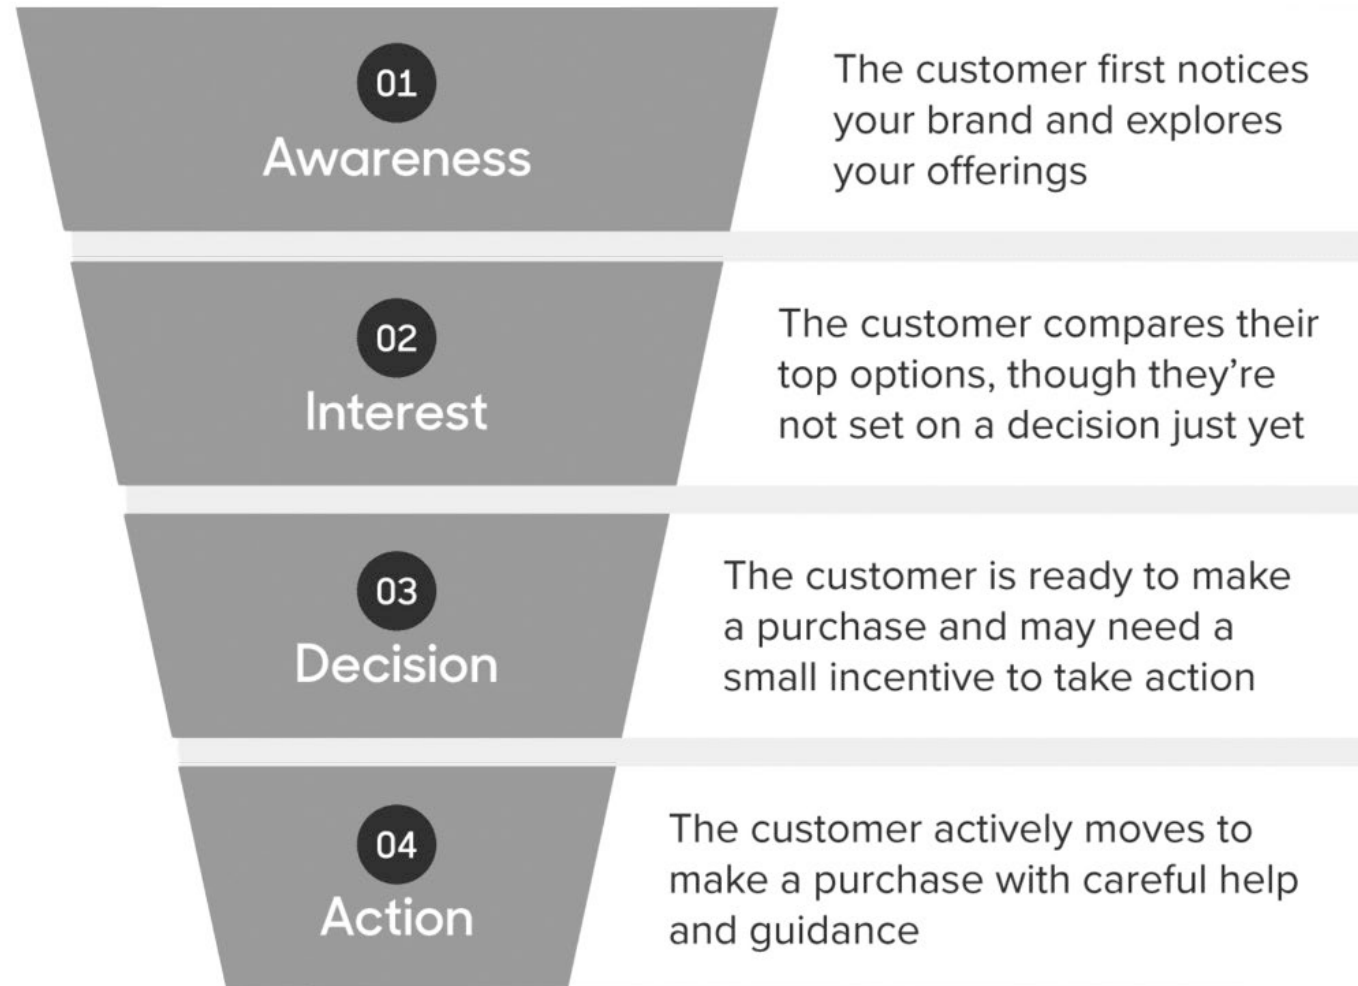 01
Awareness
The customer first notices
your brand and explores
your offerings
02
Interest
The customer compares their
top options, though they’re
not set on a decision just yet
03
Decision
The customer is ready to make
a purchase and may need a
small incentive to take action
04
Action
The customer actively moves to
make a purchase with careful help
and guidance